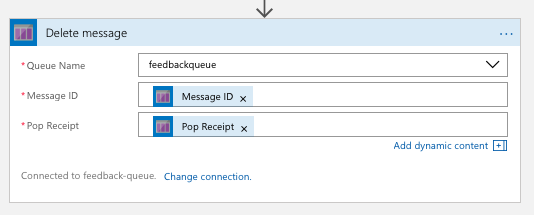 Delete message
...
* Queue Name
feedbackqueue
* Message ID
Message ID ×
* Pop Receipt
Pop Receipt ×
Add dynamic content
Connected to feedback-queue. Change connection.